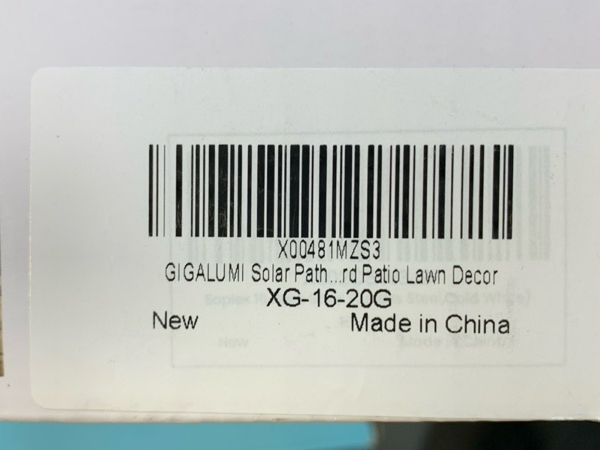 X00481MZS3
GIGALUMI Solar Path...rd Patio Lawn Decor
XG-16-20G
New Made in China